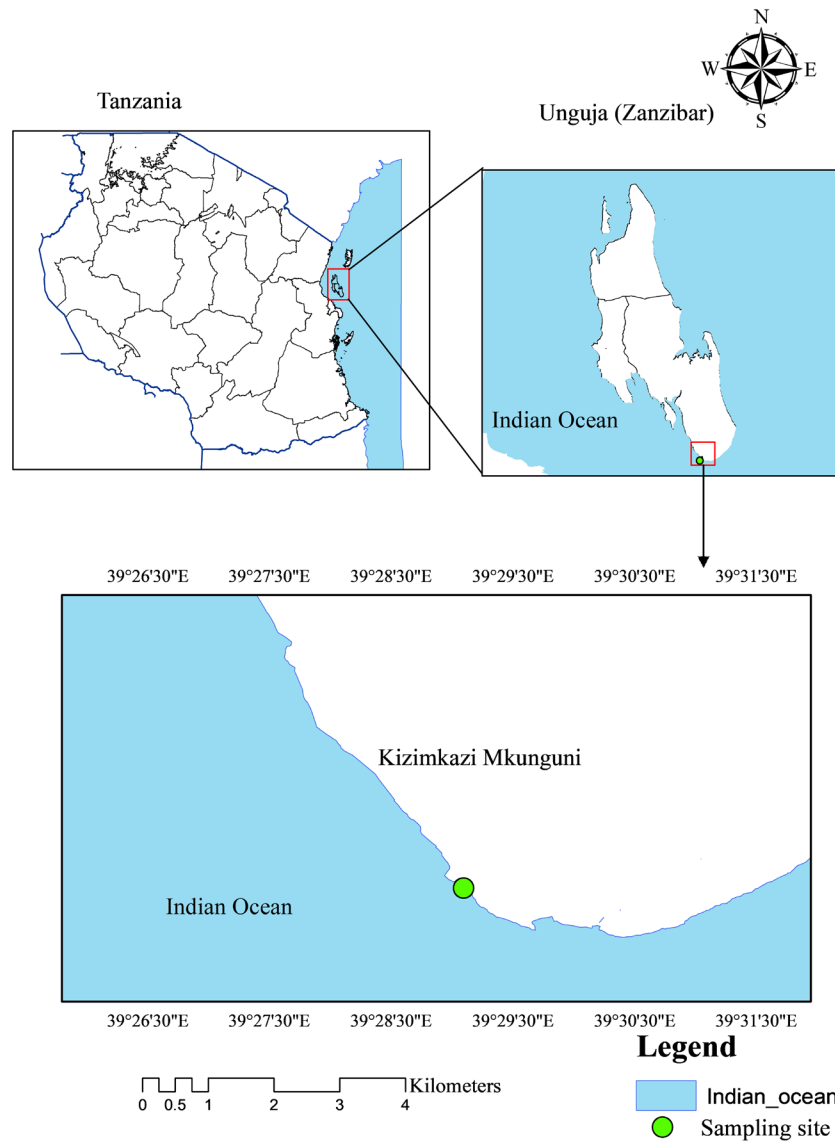 N
W E
S
Tanzania
Unguja (Zanzibar)
Indian Ocean
39°26'30"E 39°27'30"E 39°28'30"E 39°29'30"E 39°30'30"E 39°31'30"E
Kizimkazi Mkunguni
Indian Ocean
39°26'30"E 39°27'30"E 39°28'30"E 39°29'30"E 39°30'30"E 39°31'30"E
Legend
Kilometers
0 0.5 1 2 3 4
Indian_ocean
Sampling site